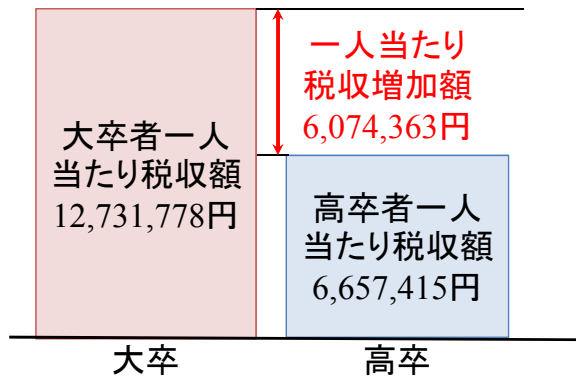 一人当たり
税収増加額
6,074,363円
大卒者一人
当たり税収額
12,731,778円
高卒者一人
当たり税収額
6,657,415円
大卒
高卒